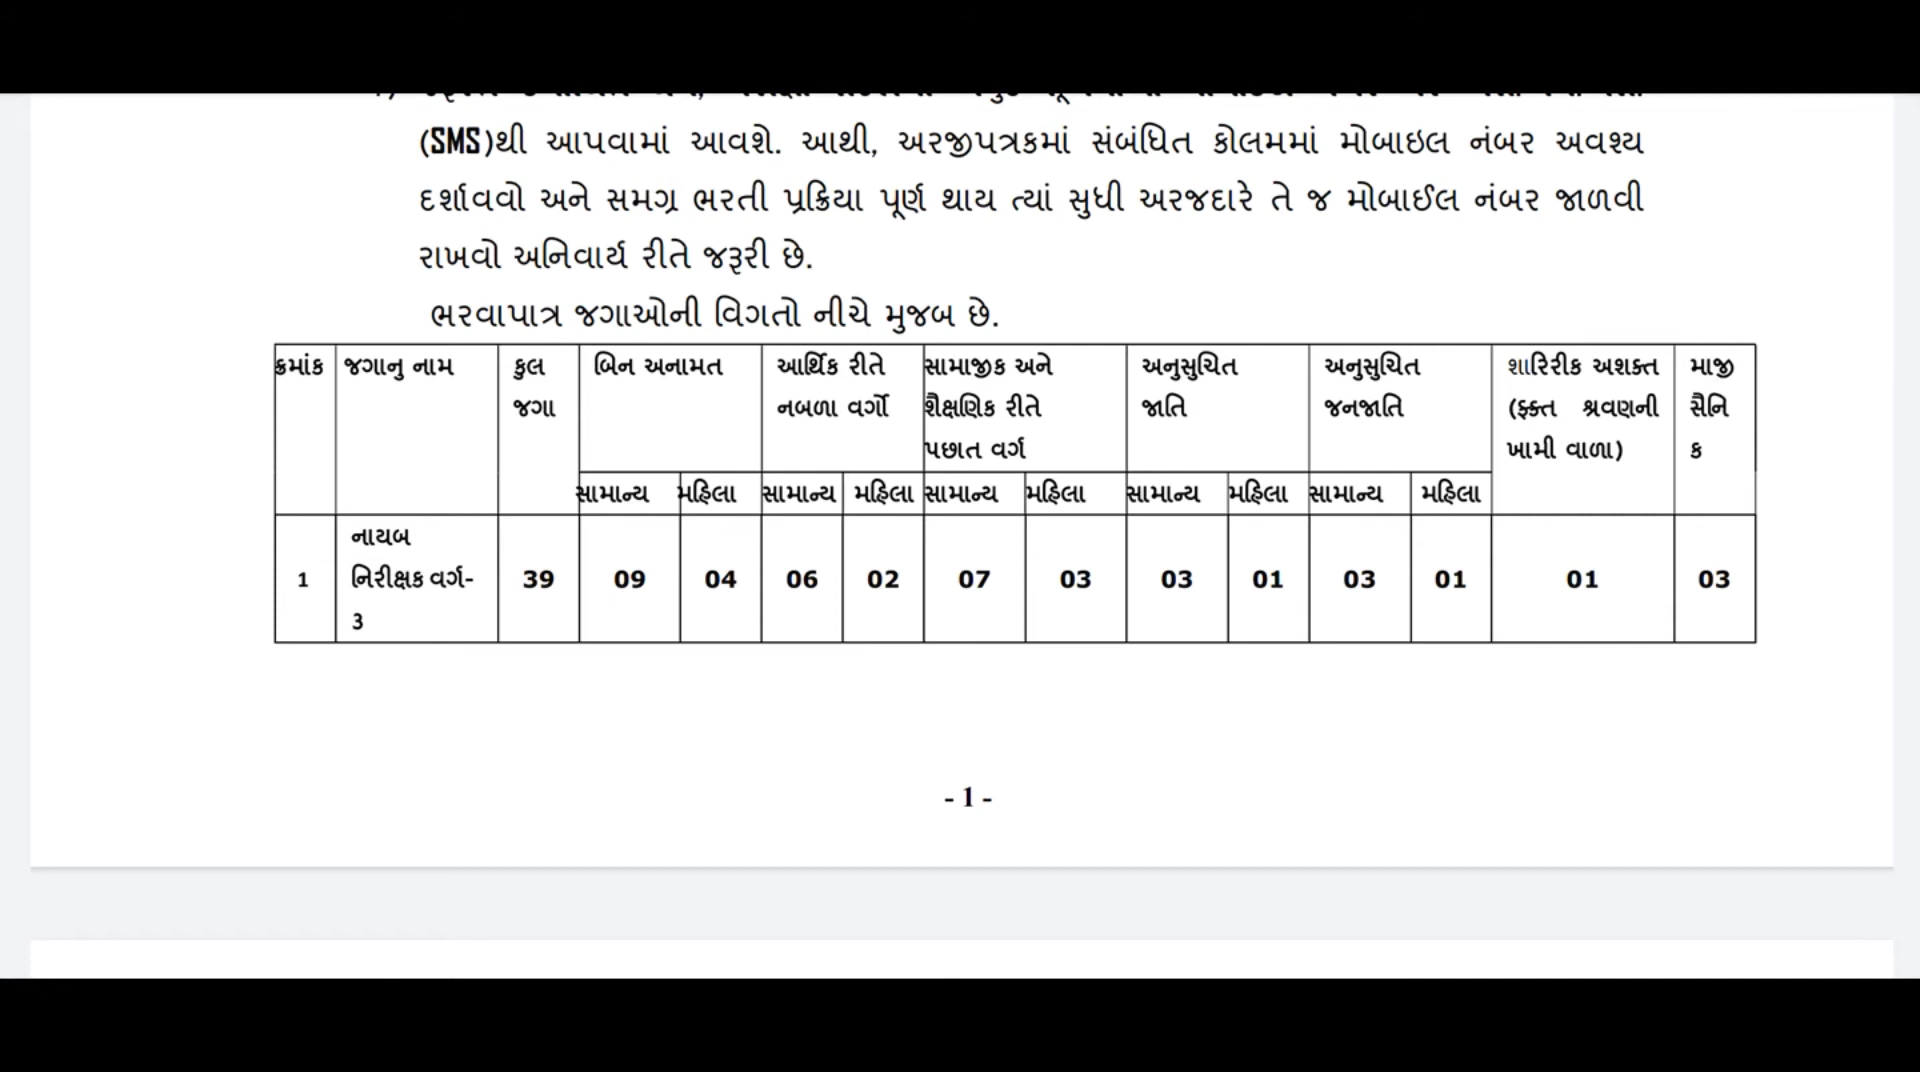 (SMS)થી આપવામાં આવશે. આથી, અરજીપત્રકમાં સંબંધિત કોલમમાં મોબાઇલ નંબર અવશ્ય
દર્શાવવો અને સમગ્ર ભરતી પ્રક્રિયા પૂર્ણ થાય ત્યાં સુધી અરજદારે તે જ મોબાઈલ નંબર જાળવી
રાખવો અનિવાર્ય રીતે જરૂરી છે.
ભરવાપાત્ર જગાઓની વિગતો નીચે મુજબ છે.
ક્રમાંક જગાનુ નામ કુલ બિન અનામત આર્થિક રીતે સામાજીક અને અનુસુચિત અનુસુચિત શારિરીક અશક્ત માજી
જગા નબળા વર્ગો શૈક્ષણિક રીતે જાતિ જનજાતિ (ફ્ક્ત શ્રવણની સૈનિ
પછાત વર્ગ ખામી વાળા) ક
સામાન્ય મહિલા સામાન્ય મહિલા સામાન્ય મહિલા સામાન્ય મહિલા સામાન્ય મહિલા
નાયબ
1 નિરીક્ષક વર્ગ- 39 09 04 06 02 07 03 03 01 03 01 01 03
૩
- 1 -